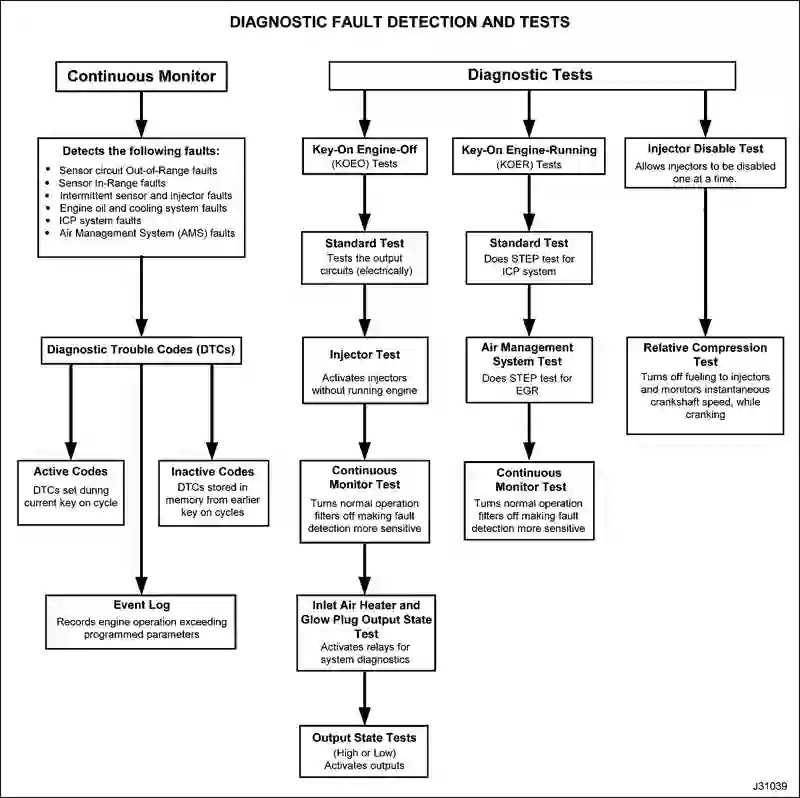 DIAGNOSTIC FAULT DETECTION AND TESTS
Continuous Monitor
Detects the following faults:
• Sensor circuit Out-of-Range faults
• Sensor In-Range faults
• Intermittent sensor and injector faults
• Engine oil and cooling system faults
• ICP system faults
• Air Management System (AMS) faults
Diagnostic Trouble Codes (DTCs)
Active Codes
DTCs set during
current key on cycle
Inactive Codes
DTCs stored in
memory from earlier
key on cycles
Event Log
Records engine operation exceeding
programmed parameters
Diagnostic Tests
Key-On Engine-Off
(KOEO) Tests
Standard Test
Tests the output
circuits (electrically)
Injector Test
Activates injectors
without running engine
Continuous
Monitor Test
Turns normal operation
filters off making fault
detection more sensitive
Inlet Air Heater and
Glow Plug Output State
Test
Activates relays for
system diagnostics
Output State Tests
(High or Low)
Activates outputs
Key-On Engine-Running
(KOER) Tests
Standard Test
Does STEP test for
ICP system
Air Management
System Test
Does STEP test for
EGR
Continuous
Monitor Test
Turns normal operation
filters off making fault
detection more sensitive
Injector Disable Test
Allows injectors to be disabled
one at a time.
Relative Compression
Test
Turns off fueling to injectors
and monitors instantaneous
crankshaft speed, while
cranking
J31039